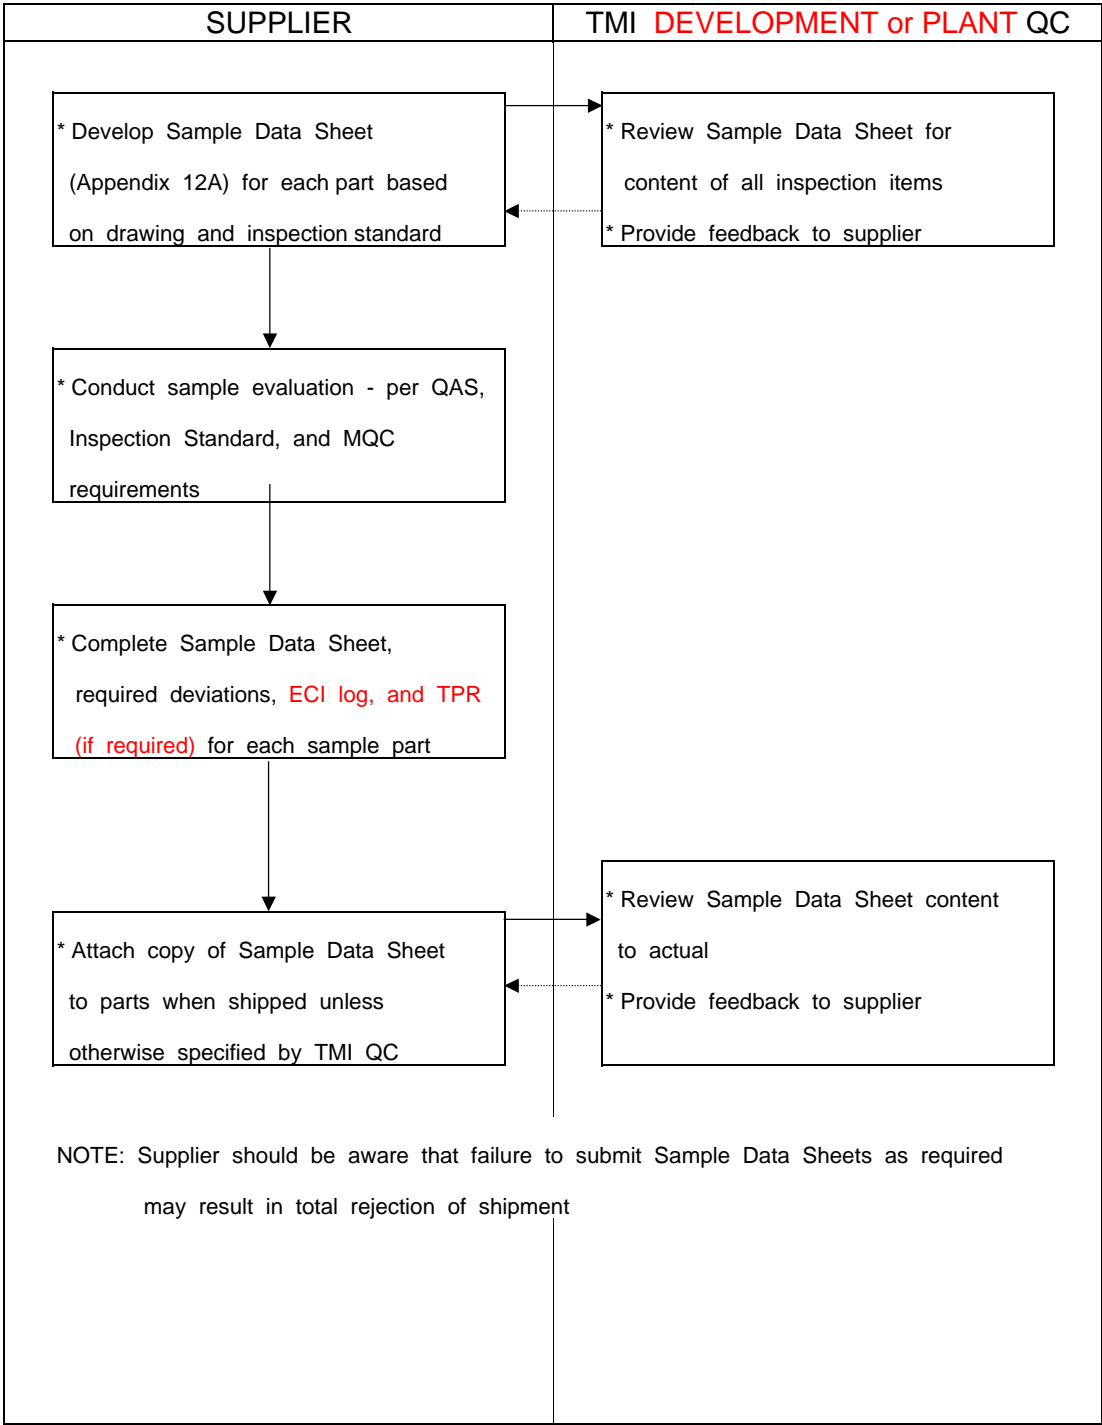 SUPPLIER
TMI DEVELOPMENT or PLANT QC
* Develop Sample Data Sheet
(Appendix 12A) for each part based
on drawing and inspection standard
* Review Sample Data Sheet for
content of all inspection items
* Provide feedback to supplier
* Conduct sample evaluation - per QAS,
Inspection Standard, and MQC
requirements
* Complete Sample Data Sheet,
required deviations, ECI log, and TPR
(if required) for each sample part
* Attach copy of Sample Data Sheet
to parts when shipped unless
otherwise specified by TMI QC
* Review Sample Data Sheet content
to actual
* Provide feedback to supplier
NOTE: Supplier should be aware that failure to submit Sample Data Sheets as required
may result in total rejection of shipment